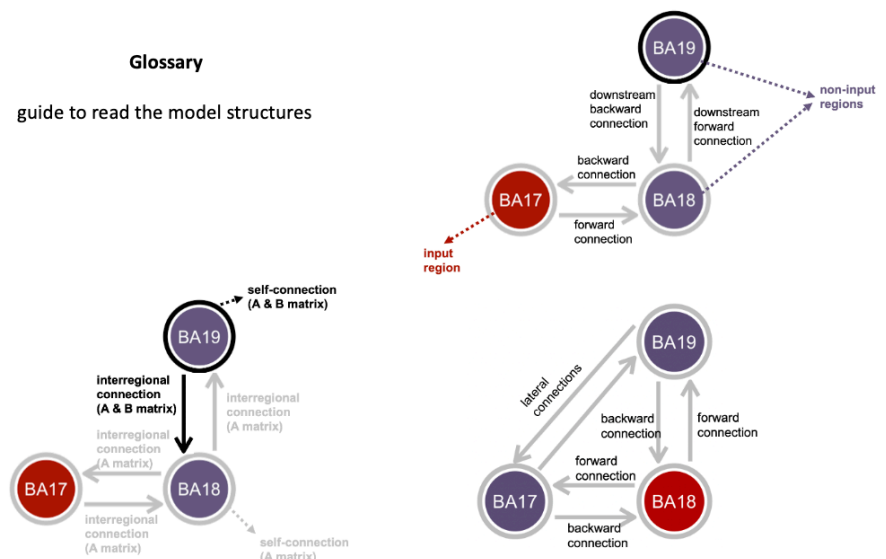 Glossary
guide to read the model structures
BA19
non-input
regions
downstream
backward
connection
downstream
forward
connection
backward
connection
BA17
BA18
forward
connection
input
region
self-connection
(A & B matrix)
BA19
interregional
connection
(A & B matrix)
interregional
connection
(A matrix)
interregional
connection
(A matrix)
BA17
BA18
interregional
connection
(A matrix)
self-connection
(A matrix)
BA19
lateral
connections
backward
connection
forward
connection
forward
connection
BA17
BA18
backward
connection